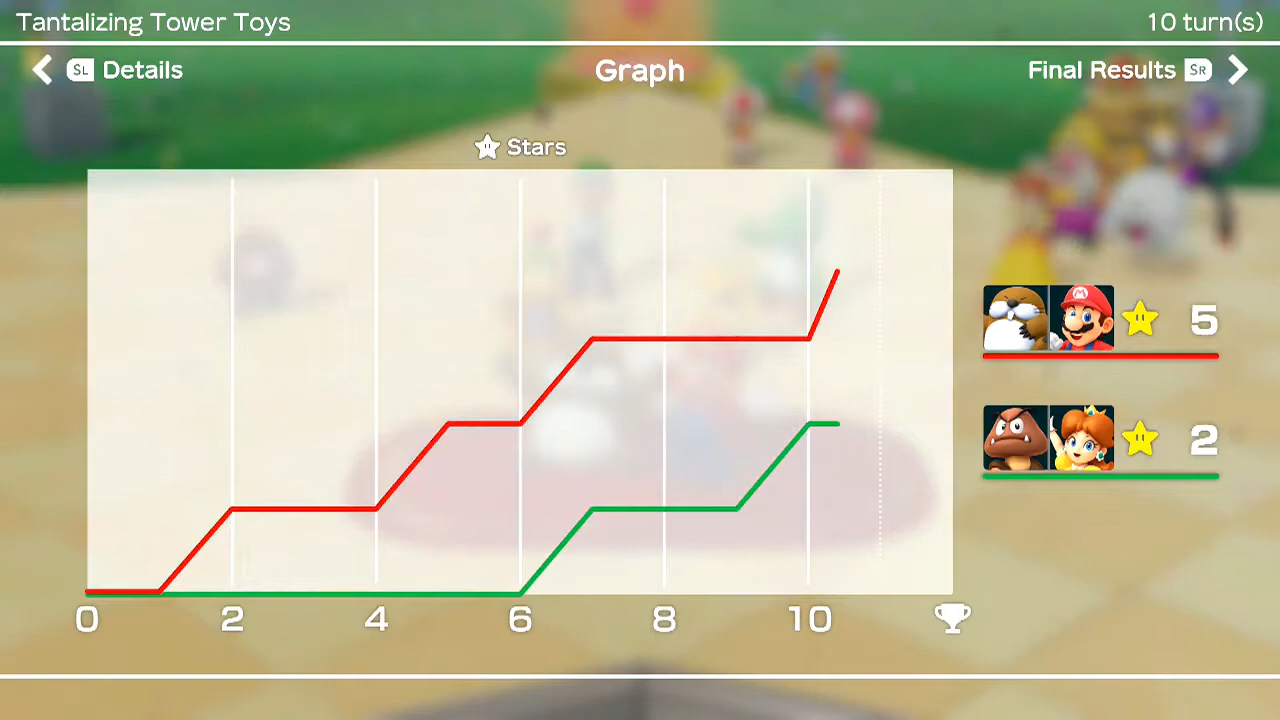 Tantalizing Tower Toys 10 turn(s)
SL Details Graph Final Results SR
Stars
5
2
0 2 4 6 8 10